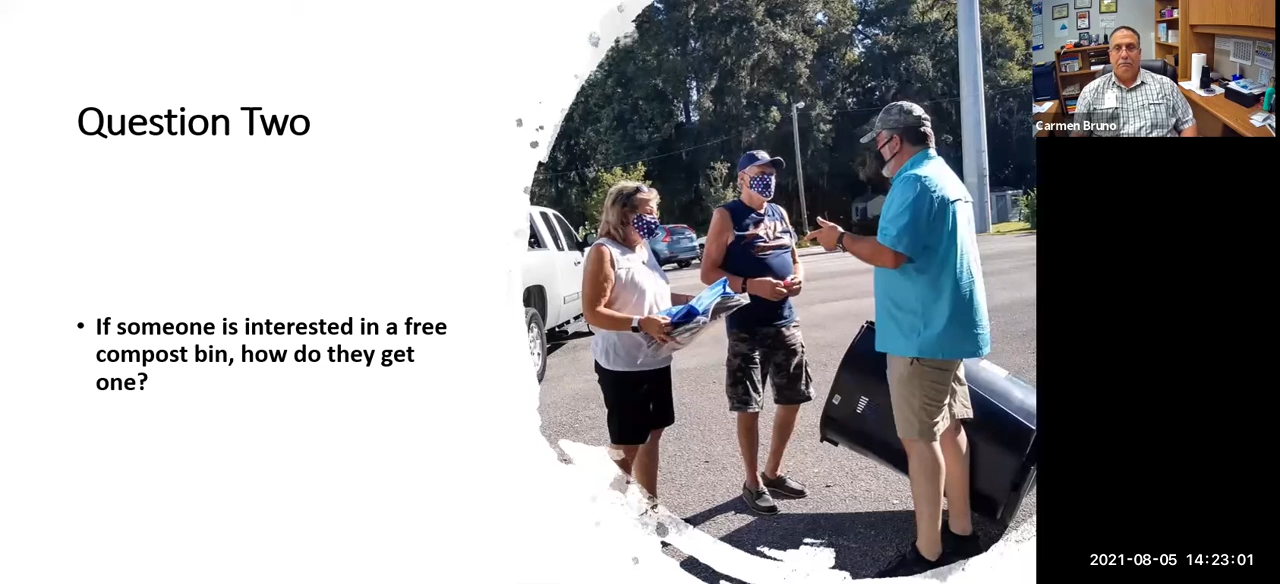 Question Two
• If someone is interested in a free
compost bin, how do they get
one?
Carmen Bruno
2021-08-05 14:23:01